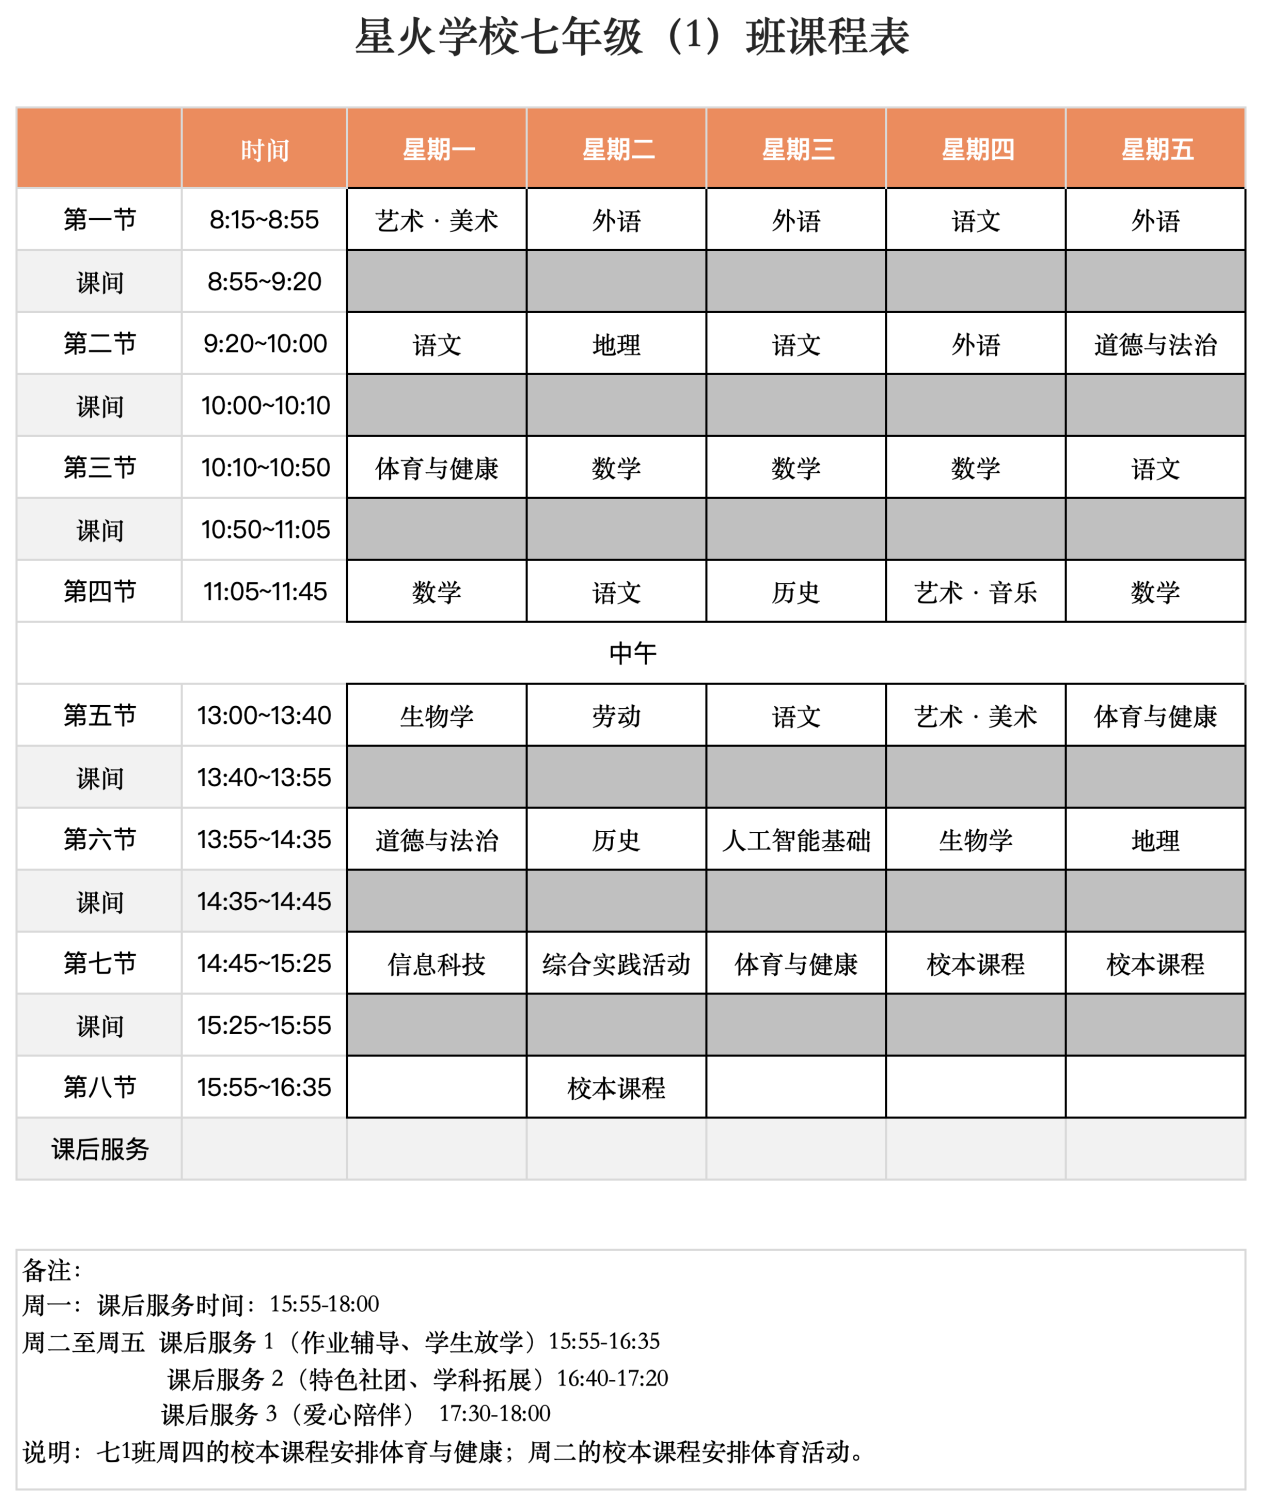 星火学校七年级（1）班课程表
时间 星期一 星期二 星期三 星期四 星期五
第一节 8:15~8:55 艺术 · 美术 外语 外语 语文 外语
课间 8:55~9:20
第二节 9:20~10:00 语文 地理 语文 外语 道德与法治
课间 10:00~10:10
第三节 10:10~10:50 体育与健康 数学 数学 数学 语文
课间 10:50~11:05
第四节 11:05~11:45 数学 语文 历史 艺术 · 音乐 数学
中午
第五节 13:00~13:40 生物学 劳动 语文 艺术 · 美术 体育与健康
课间 13:40~13:55
第六节 13:55~14:35 道德与法治 历史 人工智能基础 生物学 地理
课间 14:35~14:45
第七节 14:45~15:25 信息科技 综合实践活动 体育与健康 校本课程 校本课程
课间 15:25~15:55
第八节 15:55~16:35 校本课程
课后服务
备注：
周一：课后服务时间：15:55-18:00
周二至周五 课后服务 1（作业辅导、学生放学）15:55-16:35
课后服务 2（特色社团、学科拓展）16:40-17:20
课后服务 3（爱心陪伴） 17:30-18:00
说明：七1班周四的校本课程安排体育与健康；周二的校本课程安排体育活动。